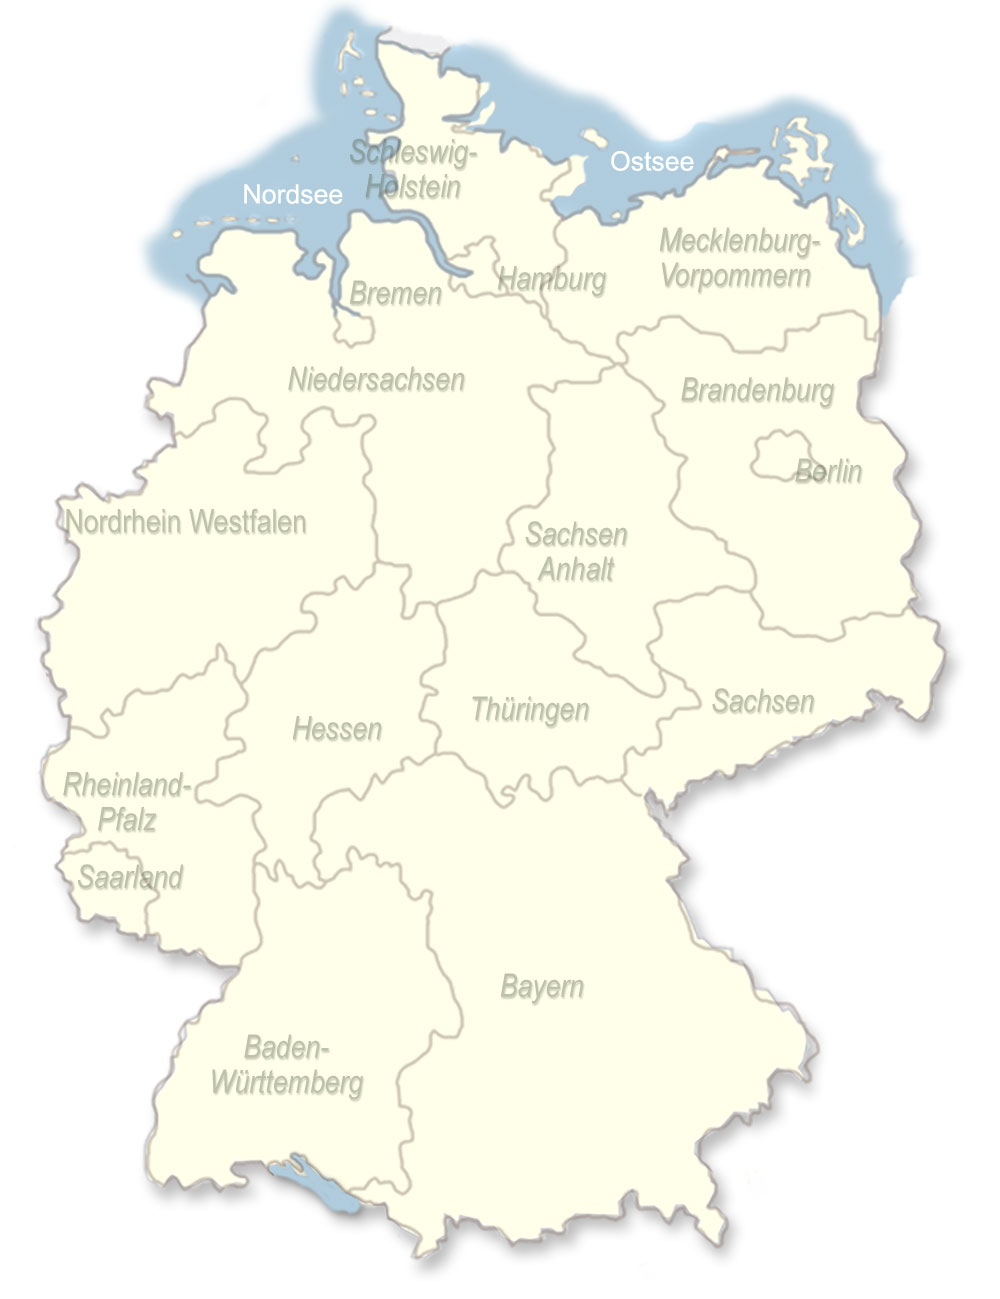 Schleswig-
Holstein
Ostsee
Nordsee
Mecklenburg-
Vorpommern
Hamburg
Bremen
Niedersachsen
Brandenburg
Berlin
Nordrhein Westfalen
Sachsen
Anhalt
Sachsen
Thüringen
Hessen
Rheinland-
Pfalz
Saarland
Bayern
Baden-
Württemberg